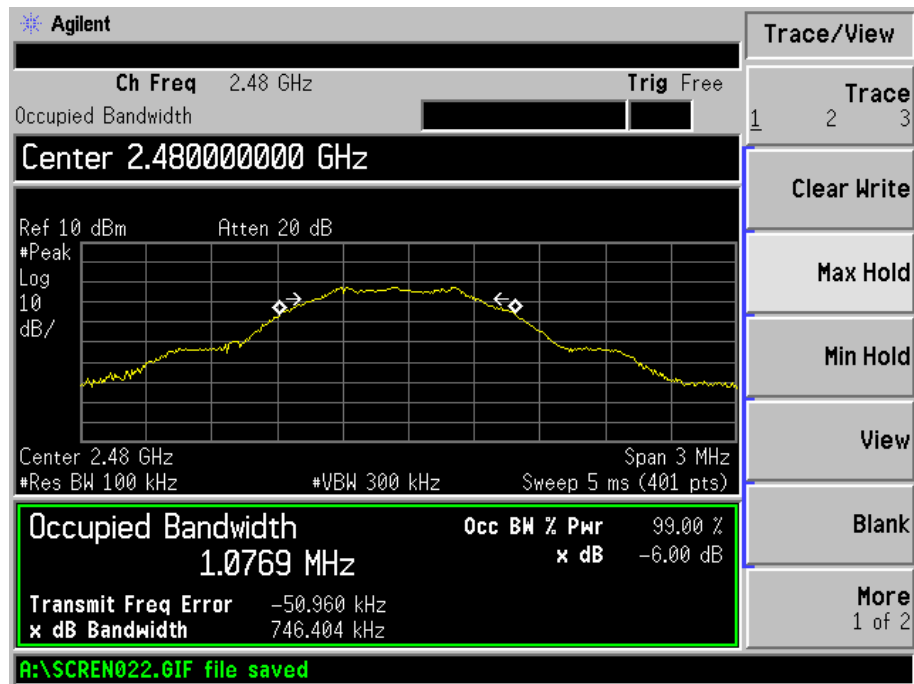 Agilent
Trace/View
Ch Freq 2.48 GHz Trig Free
Occupied Bandwidth
Trace
1 2 3
Center 2.480000000 GHz
Clear Write
Ref 10 dBm Atten 20 dB
#Peak
Log
10
dB/
Max Hold
Min Hold
View
Center 2.48 GHz Span 3 MHz
#Res BW 100 kHz #VBW 300 kHz Sweep 5 ms (401 pts)
Occupied Bandwidth Occ BW % Pwr 99.00 %
1.0769 MHz x dB -6.00 dB
Blank
Transmit Freq Error -50.960 kHz
x dB Bandwidth 746.404 kHz
More
1 of 2
A:\SCREN022.GIF file saved